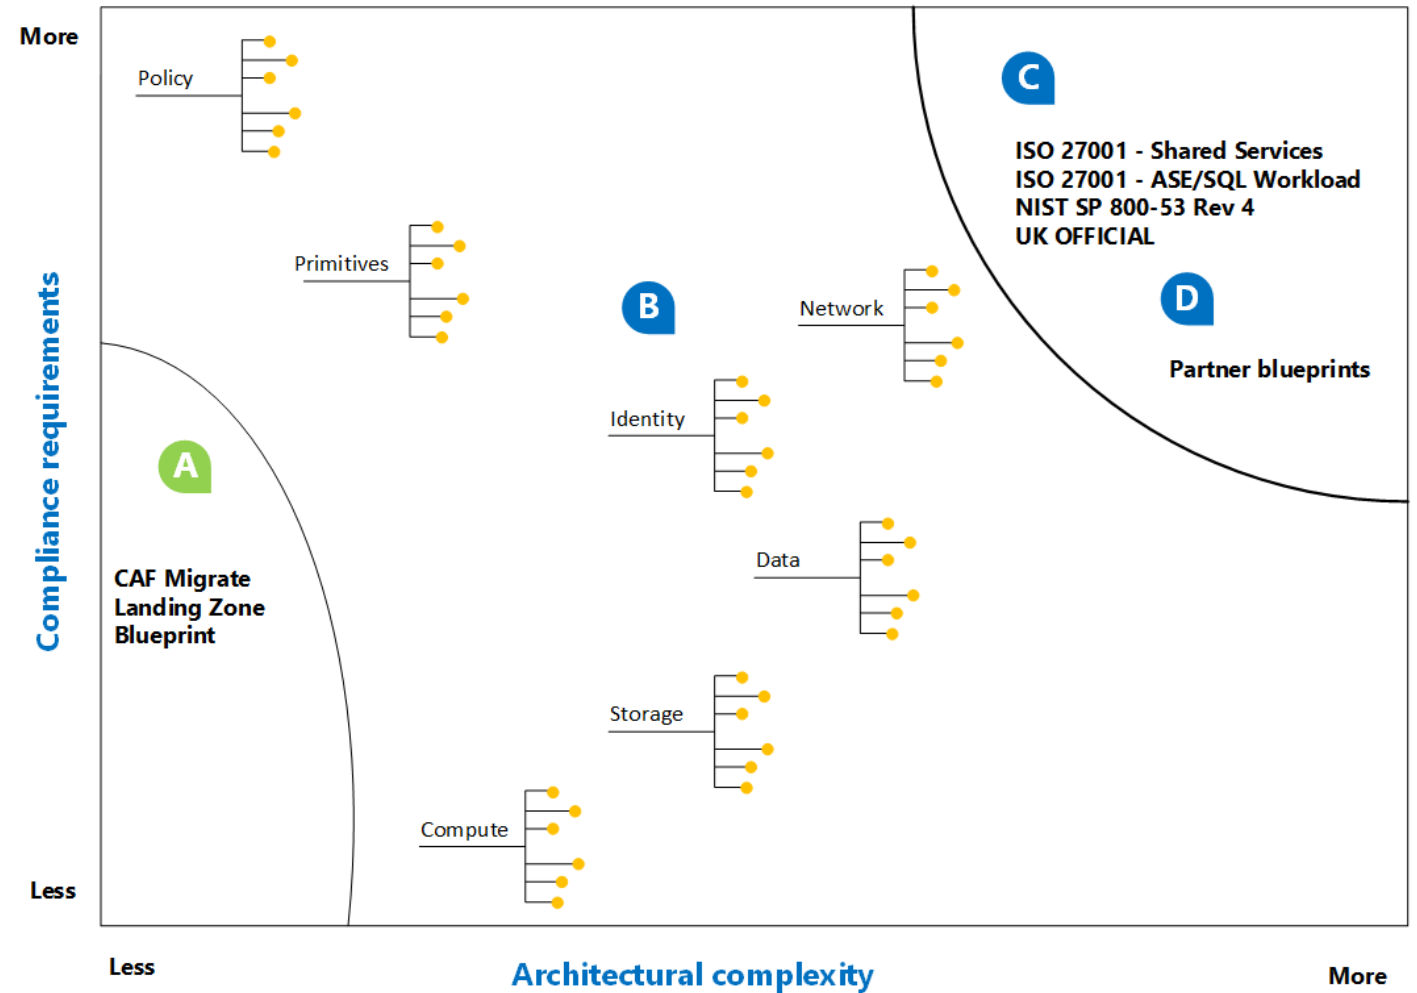 More
Policy
C
ISO 27001 - Shared Services
ISO 27001 - ASE/SQL Workload
NIST SP 800-53 Rev 4
UK OFFICIAL
Primitives
B
Network
D
Partner blueprints
Compliance requirements
Identity
A
CAF Migrate
Landing Zone
Blueprint
Data
Storage
Compute
Less
Less
Architectural complexity
More